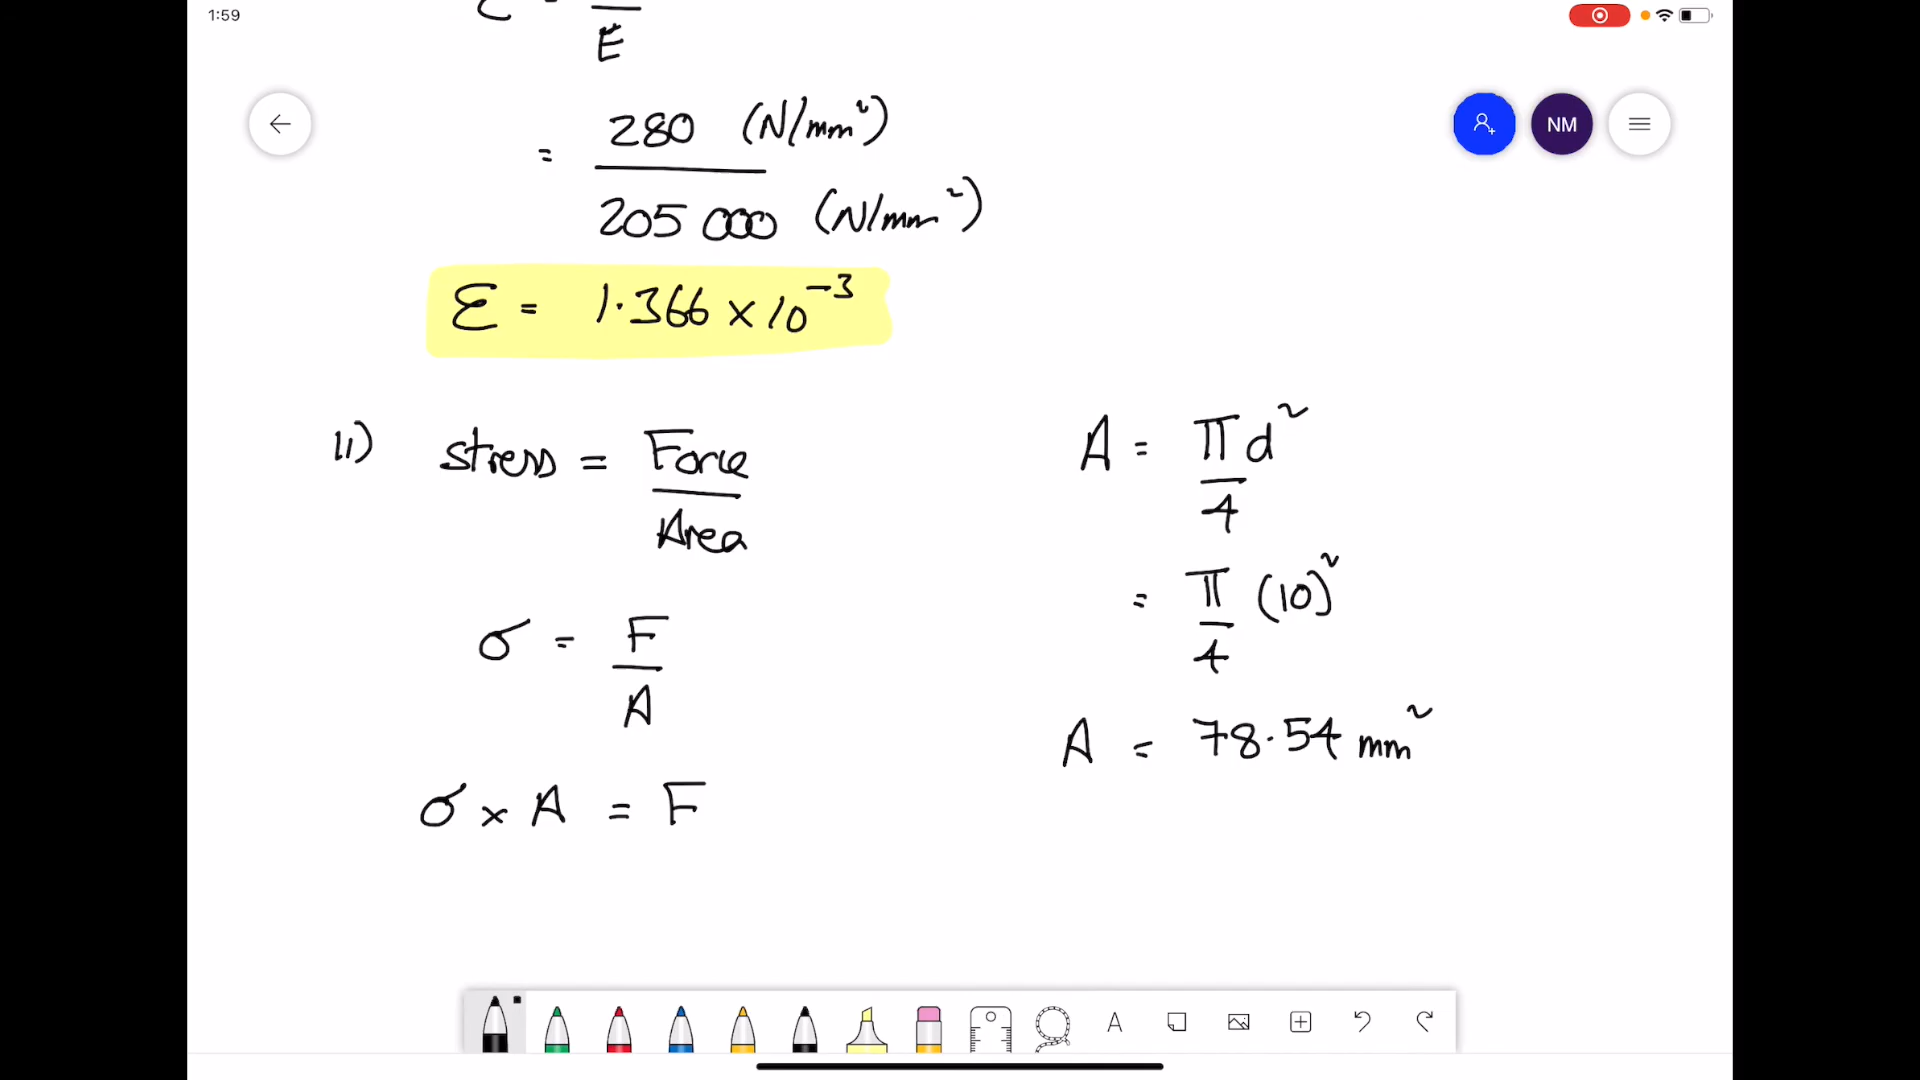 1:59
E
= 280 (N/mm²)
205 000 (N/mm²)
NM
ε = 1.366 × 10⁻³
11) stress = Force
Area
σ = F
A
σ × A = F
A = πd²
4
= π (10)²
4
A = 78.54 mm²
A